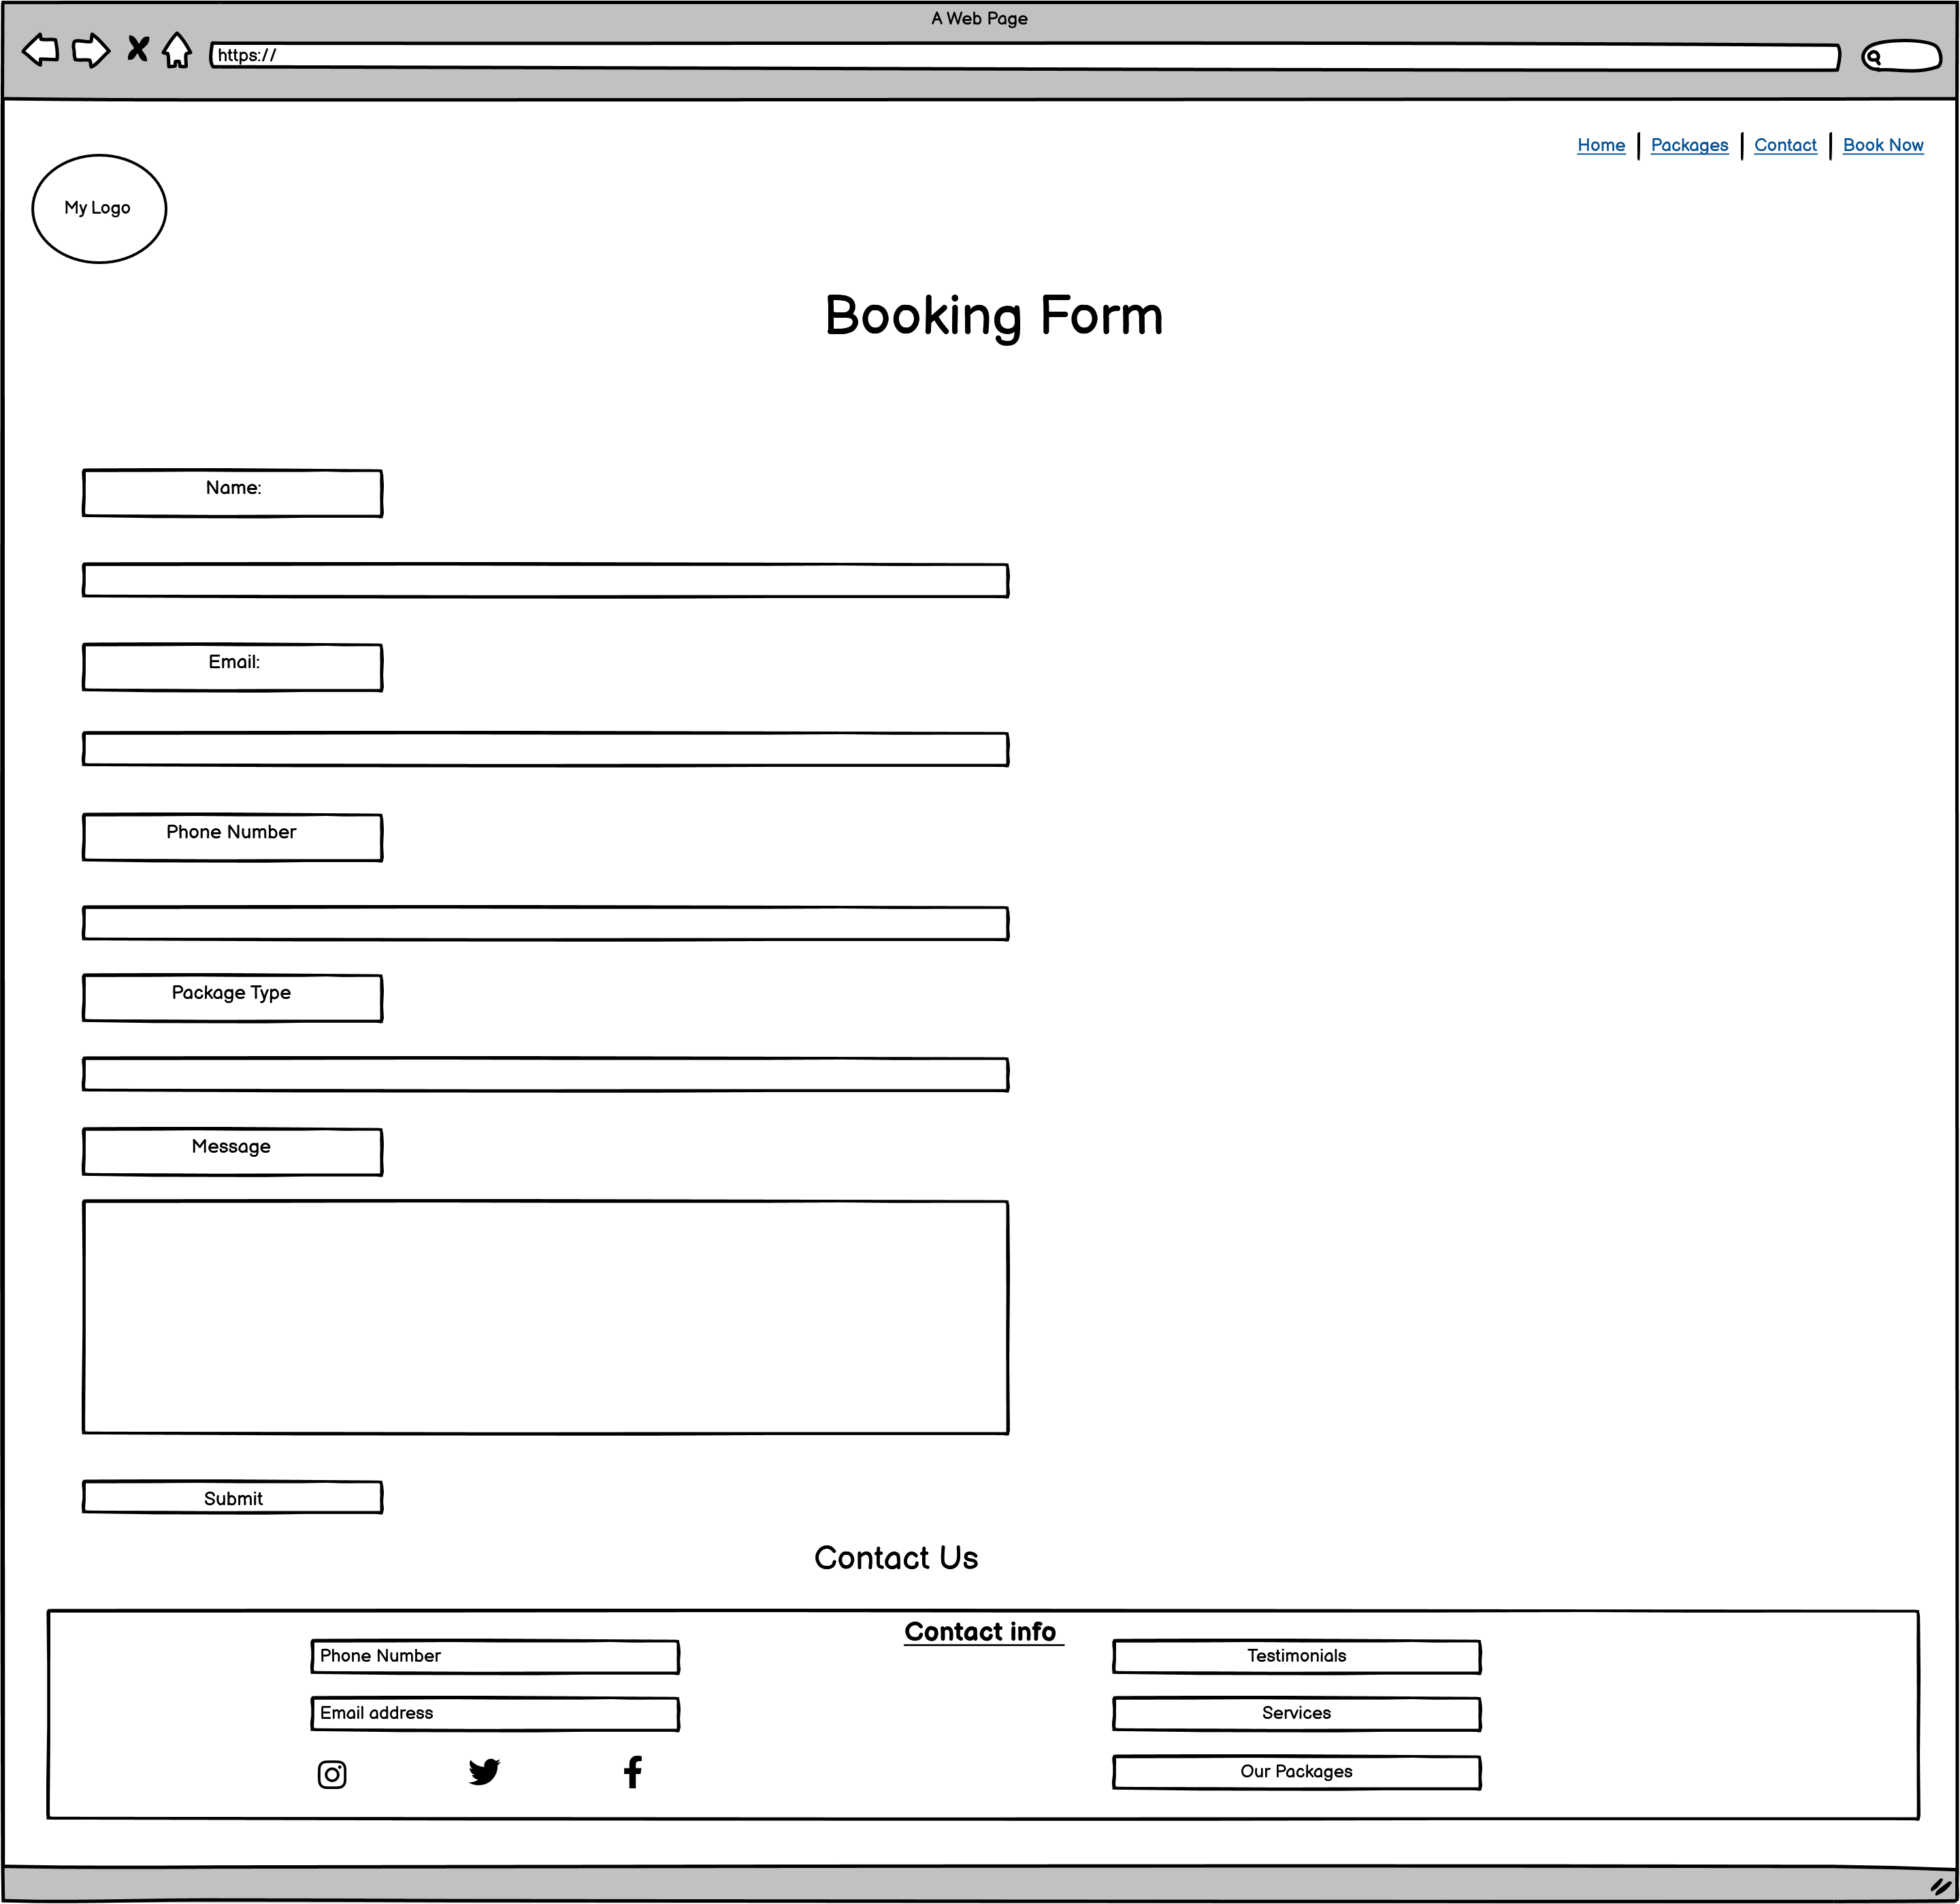 A Web Page
https://
Home | Packages | Contact | Book Now
My Logo
Booking Form
Name:
Email:
Phone Number
Package Type
Message
Submit
Contact Us
Contact info
Phone Number
Email address
Testimonials
Services
Our Packages